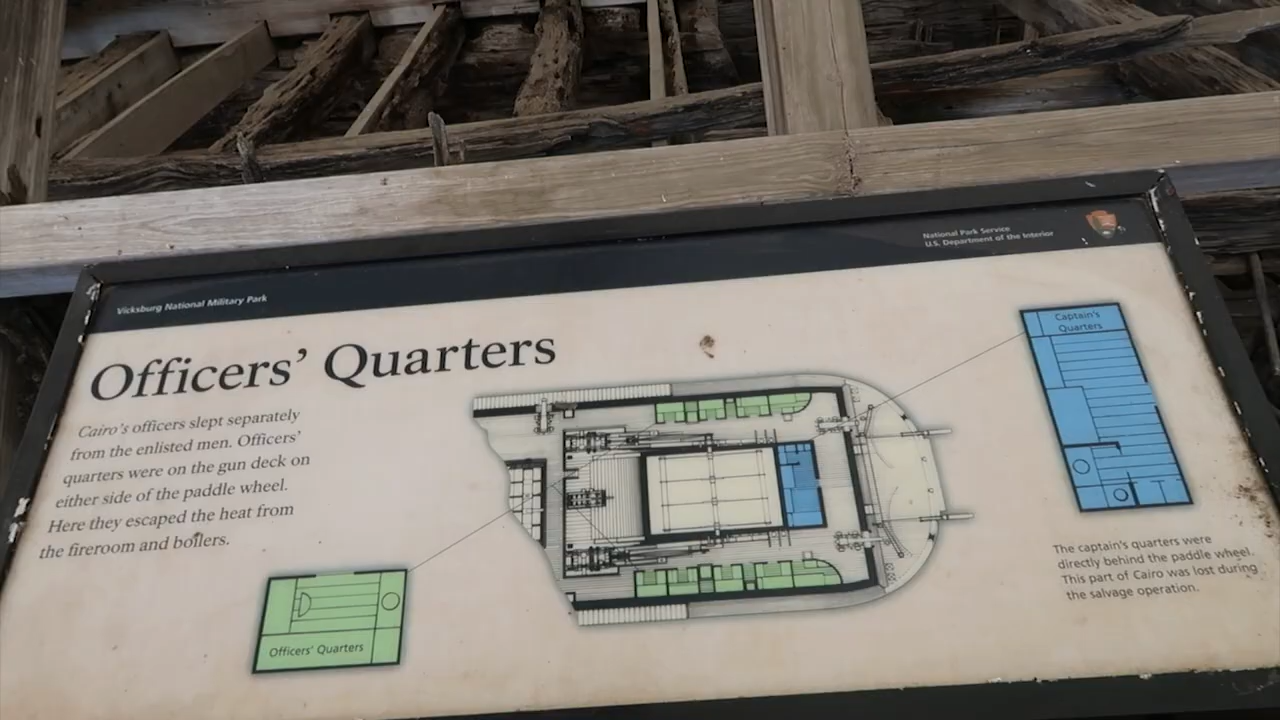 National Park Service
U.S. Department of the Interior
Vicksburg National Military Park
Officers' Quarters
Cairo's officers slept separately
from the enlisted men. Officers'
quarters were on the gun deck on
either side of the paddle wheel.
Here they escaped the heat from
the fireroom and boilers.
Officers' Quarters
Captain's
Quarters
The captain's quarters were
directly behind the paddle wheel.
This part of Cairo was lost during
the salvage operation.